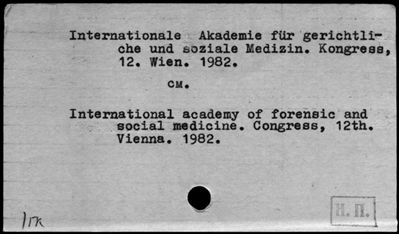 Internationale Akademie für gerichtli-
che und soziale Medizin. Kongress,
12. Wien. 1982.
см.
International academy of forensic and
social medicine. Congress, 12th.
Vienna. 1982.
Н. П.